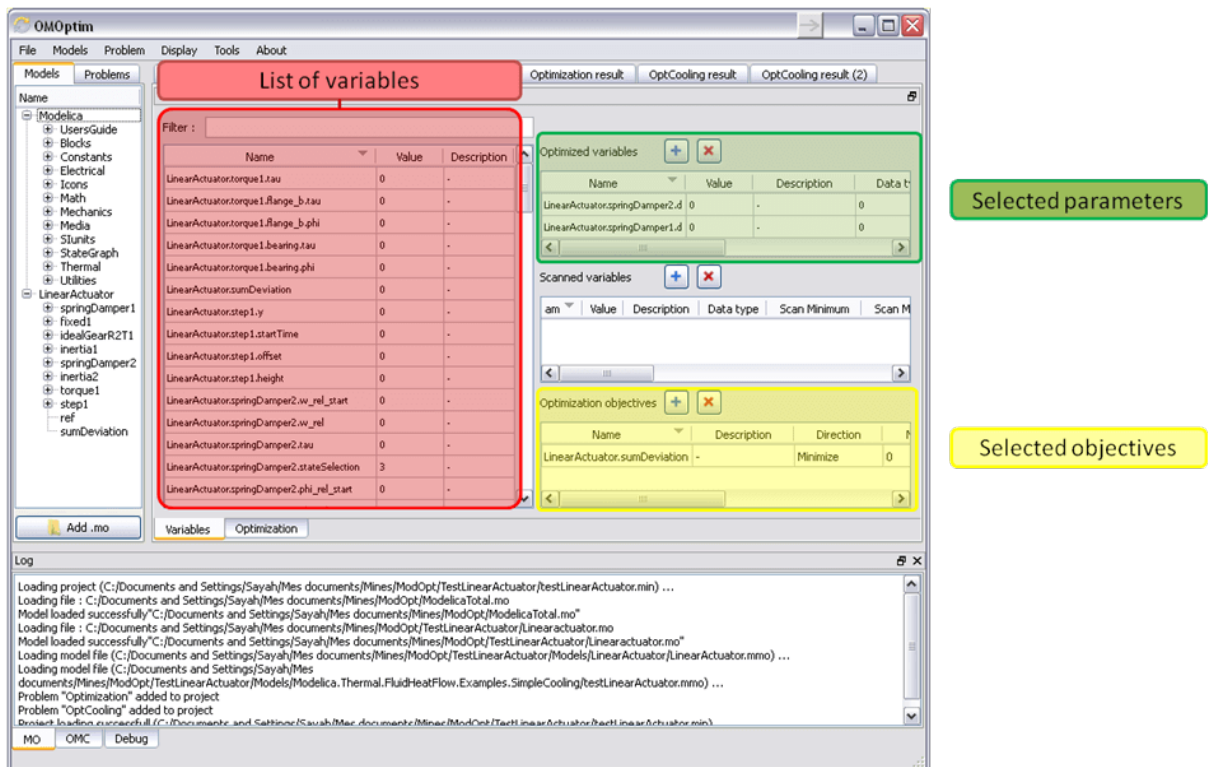 OMOptim
File Models Problem Display Tools About
Models Problems
List of variables
Optimization result OptCooling result OptCooling result (2)
Name
Modelica
UsersGuide
Blocks
Constants
Electrical
Icons
Math
Mechanics
Media
SIunits
StateGraph
Thermal
Utilities
LinearActuator
springDamper1
fixed1
idealGearR2T1
inertia1
springDamper2
inertia2
torque1
step1
ref
sumDeviation
Add .mo
Filter :
Name Value Description
LinearActuator.torque1.tau 0 -
LinearActuator.torque1.flange_b.tau 0 -
LinearActuator.torque1.flange_b.phi 0 -
LinearActuator.torque1.bearing.tau 0 -
LinearActuator.torque1.bearing.phi 0 -
LinearActuator.sumDeviation 0 -
LinearActuator.step1.y 0 -
LinearActuator.step1.startTime 0 -
LinearActuator.step1.offset 0 -
LinearActuator.step1.height 0 -
LinearActuator.springDamper2.w_rel_start 0 -
LinearActuator.springDamper2.w_rel 0 -
LinearActuator.springDamper2.tau 0 -
LinearActuator.springDamper2.stateSelection 3 -
LinearActuator.springDamper2.phi_rel_start 0 -
Optimized variables
Name Value Description Data t
LinearActuator.springDamper2.d 0 - 0
LinearActuator.springDamper1.d 0 - 0
Selected parameters
Scanned variables
am Value Description Data type Scan Minimum Scan M
Optimization objectives
Name Description Direction
LinearActuator.sumDeviation - Minimize 0
Selected objectives
Variables Optimization
Log
Loading project (C:/Documents and Settings/Sayah/Mes documents/Mines/ModOpt/TestLinearActuator/testLinearActuator.min) ...
Loading file : C:/Documents and Settings/Sayah/Mes documents/Mines/ModOpt/ModelicaTotal.mo
Model loaded successfully"C:/Documents and Settings/Sayah/Mes documents/Mines/ModOpt/ModelicaTotal.mo"
Loading file : C:/Documents and Settings/Sayah/Mes documents/Mines/ModOpt/TestLinearActuator/Linearactuator.mo
Model loaded successfully"C:/Documents and Settings/Sayah/Mes documents/Mines/ModOpt/TestLinearActuator/Linearactuator.mo"
Loading model file (C:/Documents and Settings/Sayah/Mes documents/Mines/ModOpt/TestLinearActuator/Models/LinearActuator/LinearActuator.mmo) ...
Loading model file (C:/Documents and Settings/Sayah/Mes
documents/Mines/ModOpt/TestLinearActuator/Models/Modelica.Thermal.FluidHeatFlow.Examples.SimpleCooling/testLinearActuator.mmo) ...
Problem "Optimization" added to project
Problem "OptCooling" added to project
Project loading successfull (C:/Documents and Settings/Sayah/Mes documents/Mines/ModOpt/TestLinearActuator/testLinearActuator.min)
MO OMC Debug